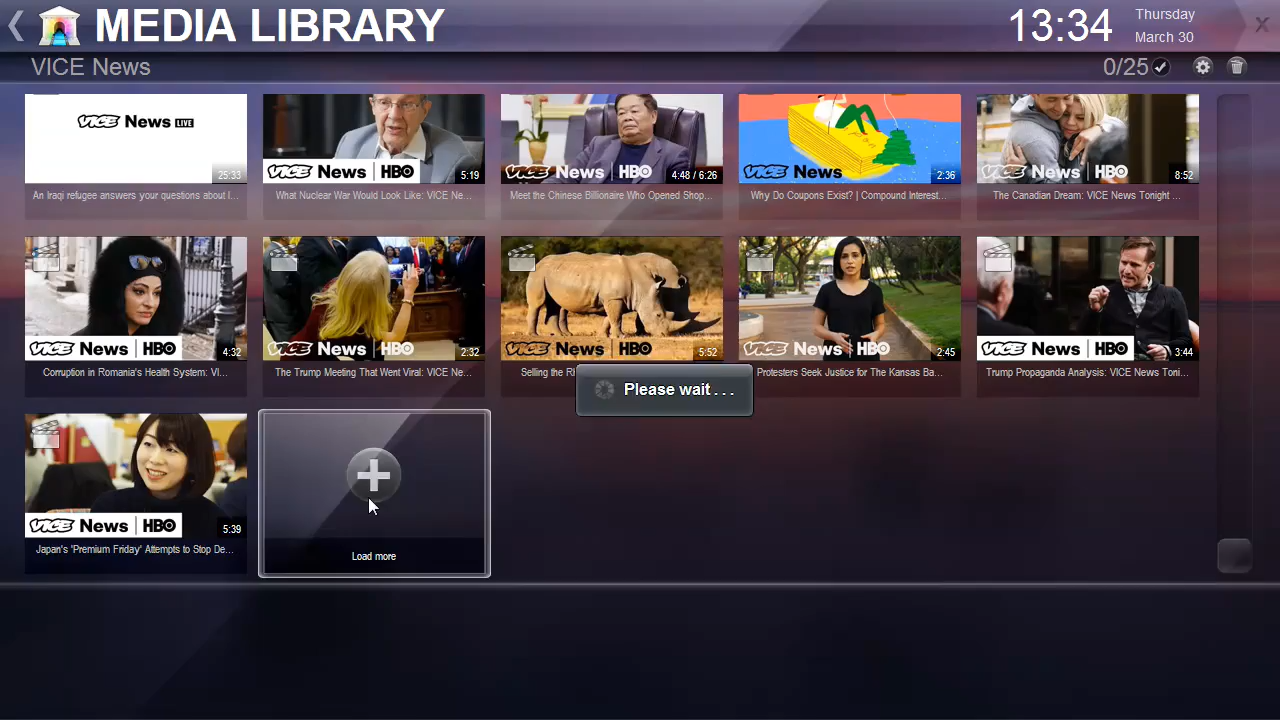 MEDIA LIBRARY
13:34
Thursday
March 30
VICE News
0/25
VICE News LIVE
25:33
An Iraqi refugee answers your questions about l...
VICE News HBO
5:19
What Nuclear War Would Look Like: VICE Ne...
VICE News HBO
4:48 / 6:26
Meet the Chinese Billionaire Who Opened Shop...
VICE News
2:36
Why Do Coupons Exist? | Compound Interest...
VICE News HBO
8:52
The Canadian Dream: VICE News Tonight ...
VICE News HBO
4:32
Corruption in Romania's Health System: VI...
VICE News HBO
2:32
The Trump Meeting That Went Viral: VICE Ne...
VICE News HBO
5:52
Selling the
VICE News HBO
2:45
Protesters Seek Justice for The Kansas Ba...
VICE News HBO
3:44
Trump Propaganda Analysis: VICE News Toni...
Please wait . . .
VICE News HBO
5:39
Japan's 'Premium Friday' Attempts to Stop De...
Load more